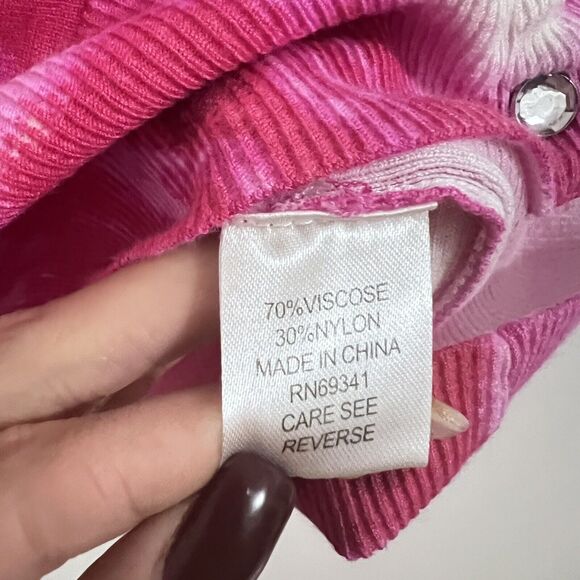 70%VISCOSE
30%NYLON
MADE IN CHINA
RN69341
CARE SEE
REVERSE